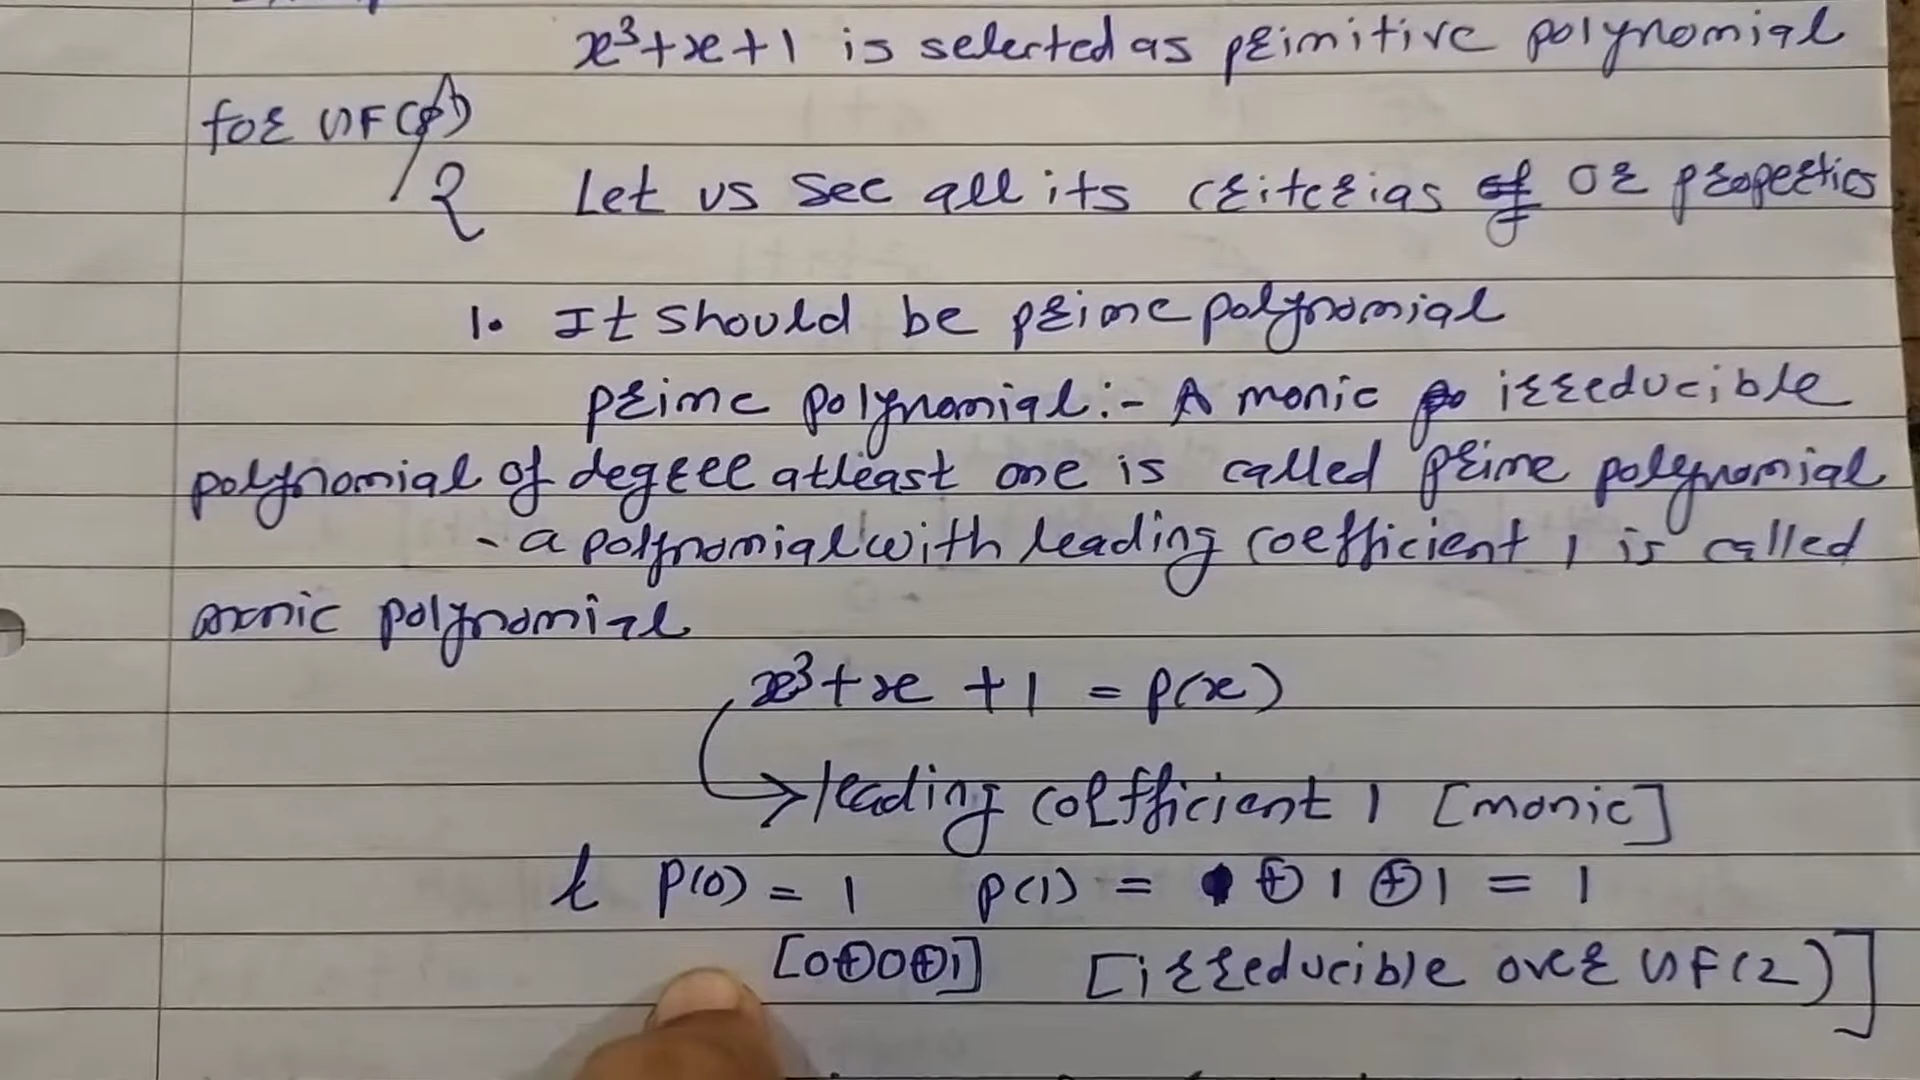 x³+x+1 is selected as primitive polynomial
for GF(
2 Let us see all its criterias of or properties
1. It should be prime polynomial
prime polynomial:- A monic po irreducible
polynomial of degree atleast one is called prime polynomial
- a polynomial with leading coefficient 1 is called
monic polynomial
x³+x+1 = p(x)
→ leading coefficient 1 [monic]
& p(0) = 1 p(1) = 1 ⊕ 1 ⊕ 1 = 1
[0⊕0⊕1] [irreducible over GF(2)]